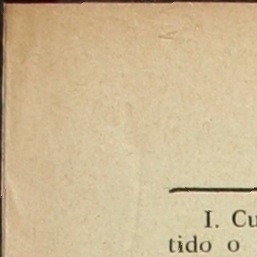 I. Cu
tido o